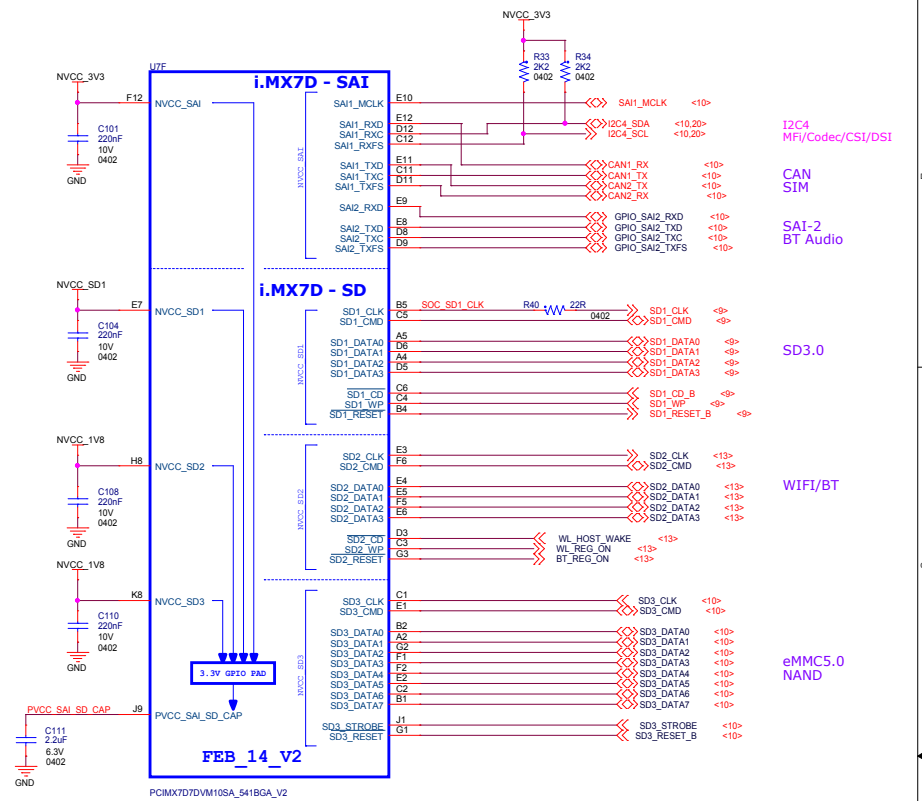 NVCC_3V3
R33
2K2
0402
R34
2K2
0402
U7F
i.MX7D - SAI
NVCC_3V3
F12
NVCC_SAI
C101
220nF
10V
0402
GND
NVCC_SAI
SAI1_MCLK E10 SAI1_MCLK <10>
SAI1_RXD E12 I2C4_SDA <10,20>
SAI1_RXC D12 I2C4_SCL <10,20>
SAI1_RXFS C12
I2C4
MFi/Codec/CSI/DSI
SAI1_TXD E11 CAN1_RX <10>
SAI1_TXC C11 CAN1_TX <10>
SAI1_TXFS D11 CAN2_TX <10>
CAN2_RX <10>
CAN
SIM
SAI2_RXD E9 GPIO_SAI2_RXD <10>
SAI2_TXD E8 GPIO_SAI2_TXD <10>
SAI2_TXC D8 GPIO_SAI2_TXC <10>
SAI2_TXFS D9 GPIO_SAI2_TXFS <10>
SAI-2
BT Audio
i.MX7D - SD
NVCC_SD1
E7
NVCC_SD1
C104
220nF
10V
0402
GND
NVCC_SD1
SD1_CLK B5 SOC_SD1_CLK R40 22R 0402 SD1_CLK <9>
SD1_CMD C5 SD1_CMD <9>
SD1_DATA0 A5 SD1_DATA0 <9>
SD1_DATA1 D6 SD1_DATA1 <9>
SD1_DATA2 A4 SD1_DATA2 <9>
SD1_DATA3 D5 SD1_DATA3 <9>
SD3.0
SD1_CD C6 SD1_CD_B <9>
SD1_WP C4 SD1_WP <9>
SD1_RESET B4 SD1_RESET_B <9>
NVCC_1V8
H8
NVCC_SD2
C108
220nF
10V
0402
GND
NVCC_SD2
SD2_CLK E3 SD2_CLK <13>
SD2_CMD F6 SD2_CMD <13>
SD2_DATA0 E4 SD2_DATA0 <13>
SD2_DATA1 E5 SD2_DATA1 <13>
SD2_DATA2 F5 SD2_DATA2 <13>
SD2_DATA3 E6 SD2_DATA3 <13>
WIFI/BT
SD2_CD D3 WL_HOST_WAKE <13>
SD2_WP C3 WL_REG_ON <13>
SD2_RESET G3 BT_REG_ON <13>
NVCC_1V8
K8
NVCC_SD3
C110
220nF
10V
0402
GND
NVCC_SD3
SD3_CLK C1 SD3_CLK <10>
SD3_CMD E1 SD3_CMD <10>
SD3_DATA0 B2 SD3_DATA0 <10>
SD3_DATA1 A2 SD3_DATA1 <10>
SD3_DATA2 G2 SD3_DATA2 <10>
SD3_DATA3 F1 SD3_DATA3 <10>
SD3_DATA4 F2 SD3_DATA4 <10>
SD3_DATA5 E2 SD3_DATA5 <10>
SD3_DATA6 C2 SD3_DATA6 <10>
SD3_DATA7 B1 SD3_DATA7 <10>
eMMC5.0
NAND
3.3V GPIO PAD
PVCC_SAI_SD_CAP
J9
PVCC_SAI_SD_CAP
C111
2.2uF
6.3V
0402
GND
SD3_STROBE J1 SD3_STROBE <10>
SD3_RESET G1 SD3_RESET_B <10>
FEB_14_V2
PCIMX7D7DVM10SA_541BGA_V2